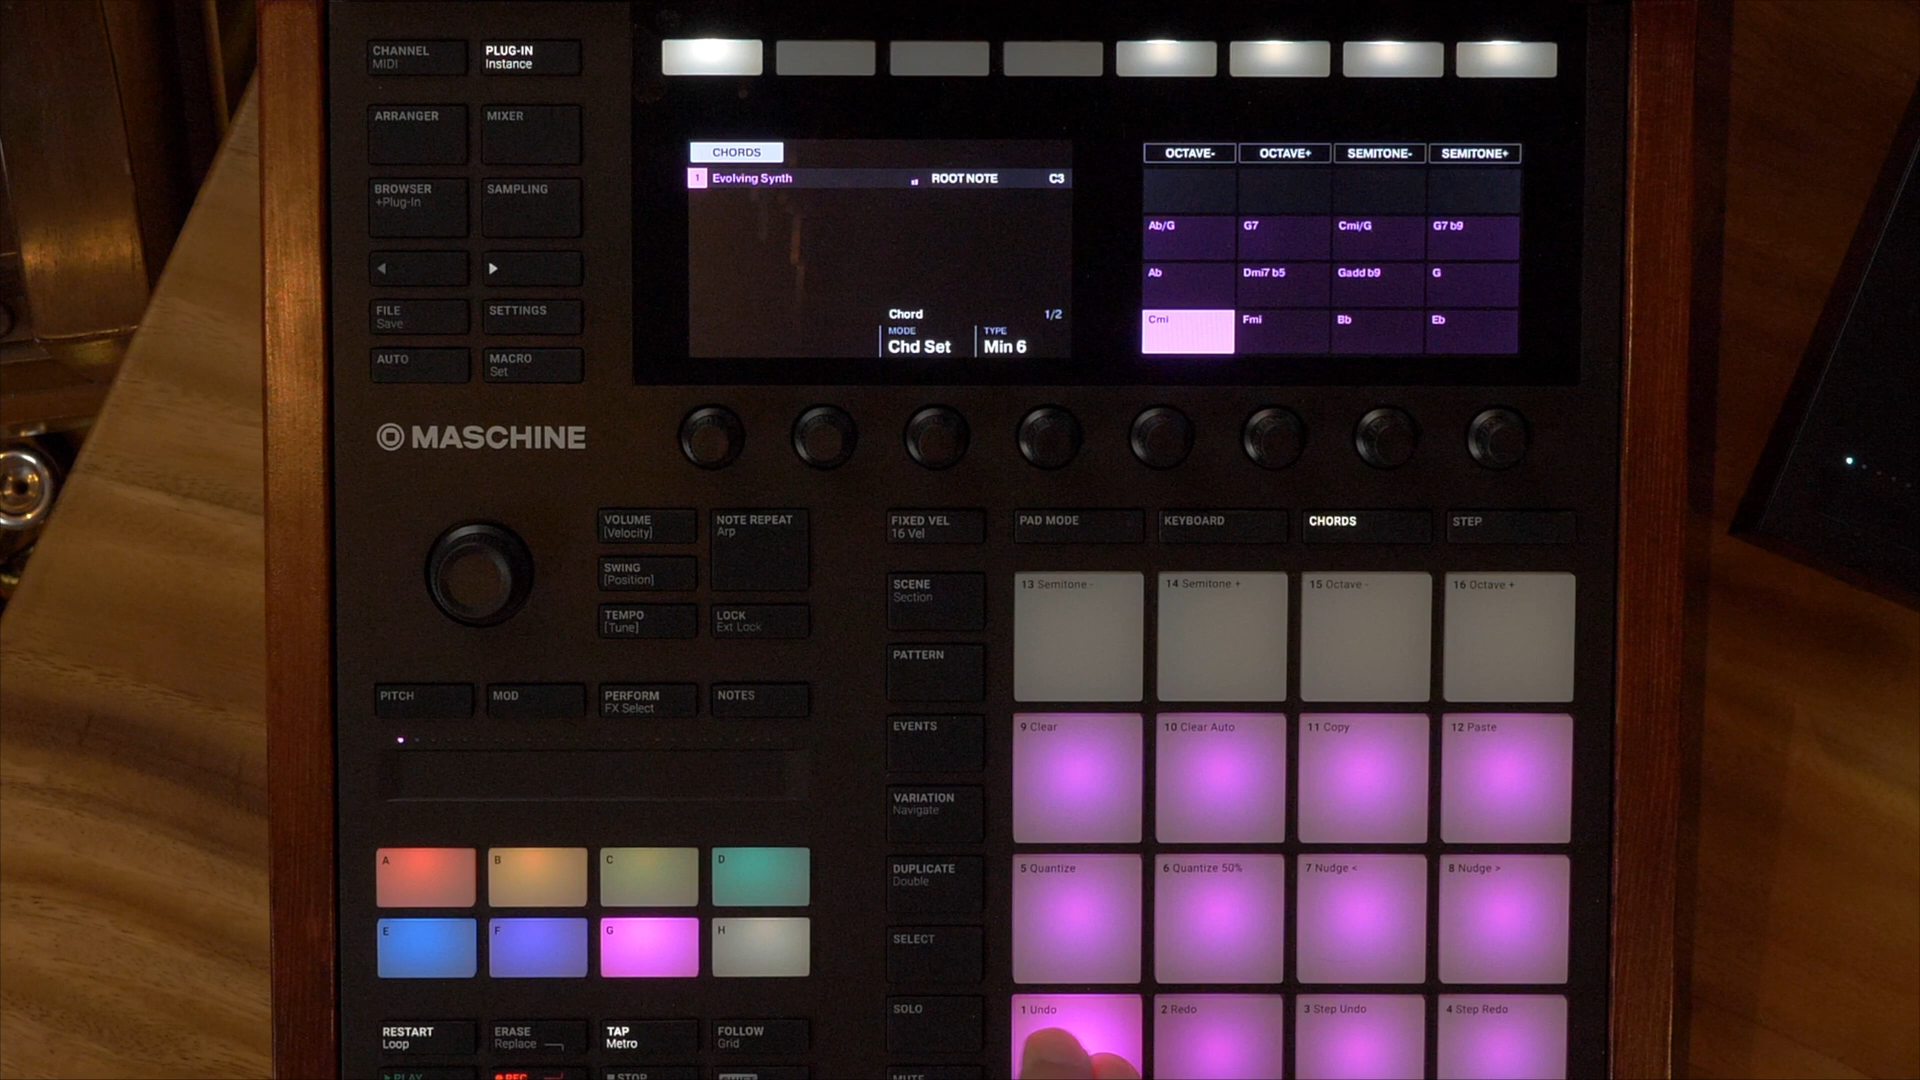 CHANNEL
MIDI
PLUG-IN
Instance
ARRANGER
MIXER
BROWSER
+Plug-In
SAMPLING
FILE
Save
SETTINGS
AUTO
MACRO
Set
CHORDS
1 Evolving Synth
ROOT NOTE C3
Chord 1/2
MODE
Chd Set
TYPE
Min 6
OCTAVE- OCTAVE+ SEMITONE- SEMITONE+
Ab/G G7 Cmi/G G7 b9
Ab Dmi7 b5 Gadd b9 G
Cmi Fmi Bb Eb
MASCHINE
VOLUME
[Velocity]
NOTE REPEAT
Arp
SWING
[Position]
TEMPO
[Tune]
LOCK
Ext Lock
FIXED VEL
16 Vel
PAD MODE
KEYBOARD
CHORDS
STEP
SCENE
Section
PATTERN
EVENTS
VARIATION
Navigate
DUPLICATE
Double
SELECT
SOLO
MUTE
13 Semitone -
14 Semitone +
15 Octave -
16 Octave +
9 Clear
10 Clear Auto
11 Copy
12 Paste
5 Quantize
6 Quantize 50%
7 Nudge <
8 Nudge >
1 Undo
2 Redo
3 Step Undo
4 Step Redo
PITCH
MOD
PERFORM
FX Select
NOTES
A
B
C
D
E
F
G
H
RESTART
Loop
ERASE
Replace
TAP
Metro
FOLLOW
Grid
PLAY
REC
STOP
SHIFT